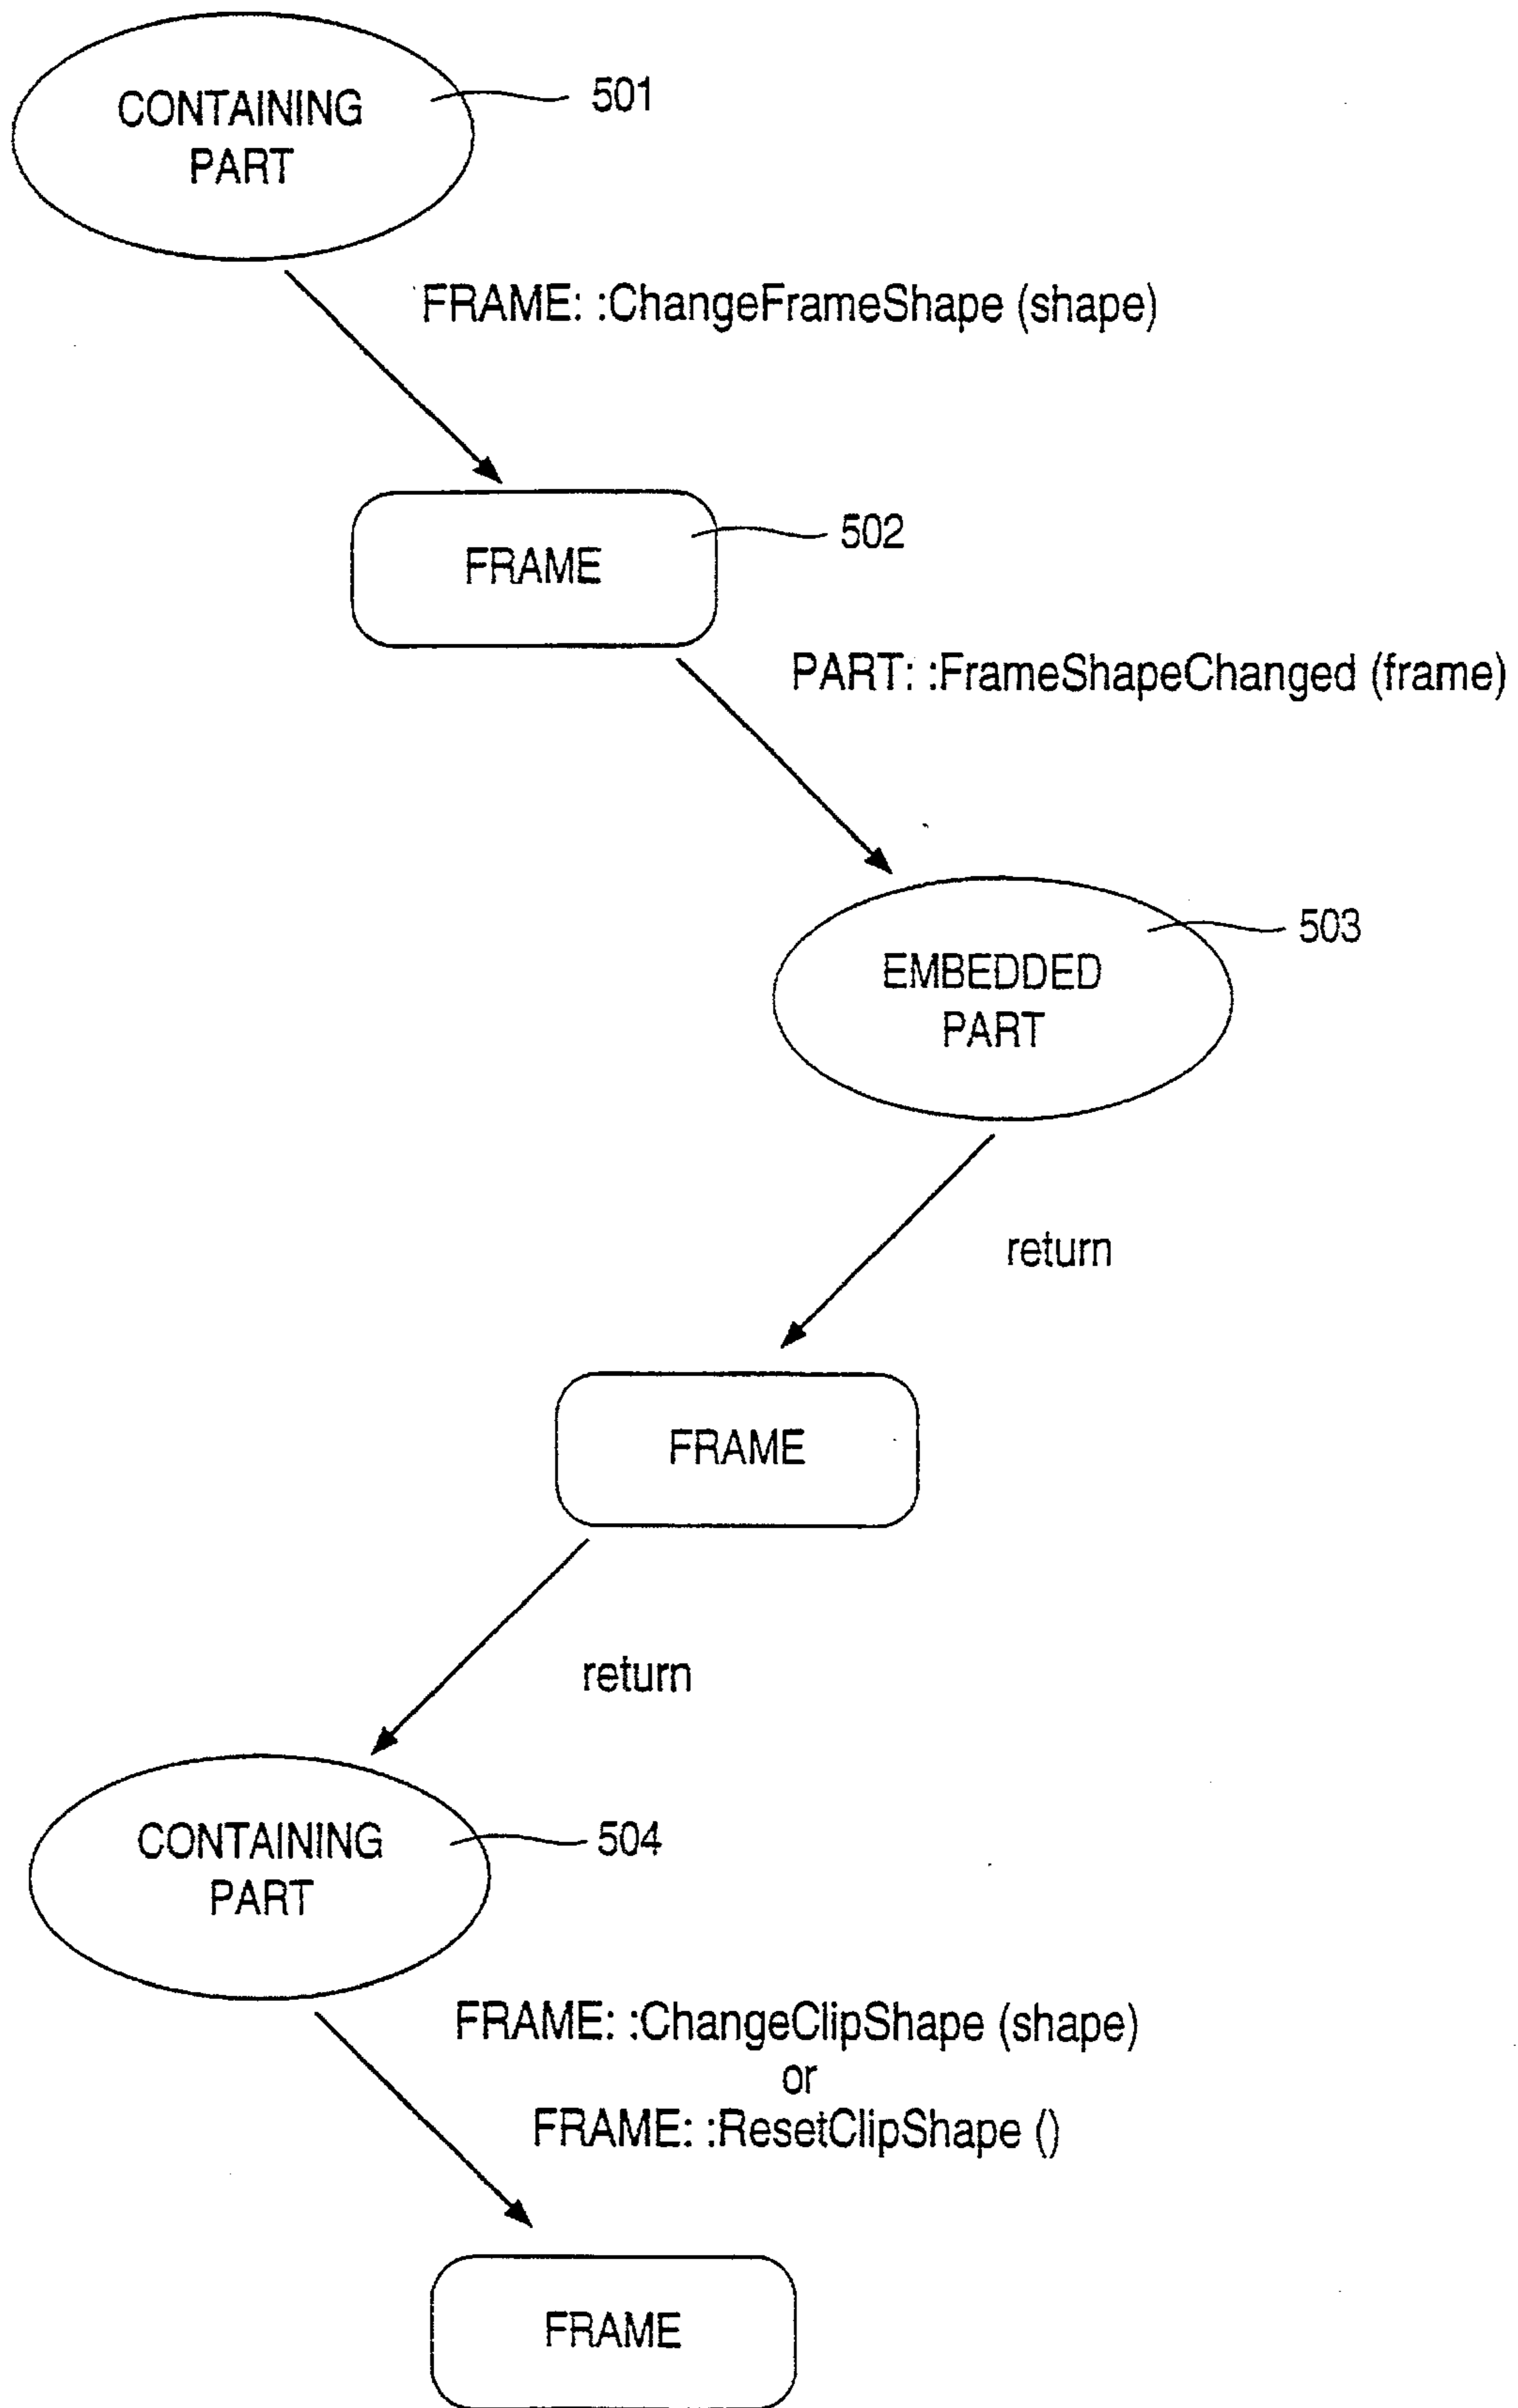 CONTAINING
PART
501
FRAME: :ChangeFrameShape (shape)
FRAME
502
PART: :FrameShapeChanged (frame)
503
EMBEDDED
PART
return
FRAME
return
CONTAINING
PART
504
FRAME: :ChangeClipShape (shape)
or
FRAME: :ResetClipShape ()
FRAME